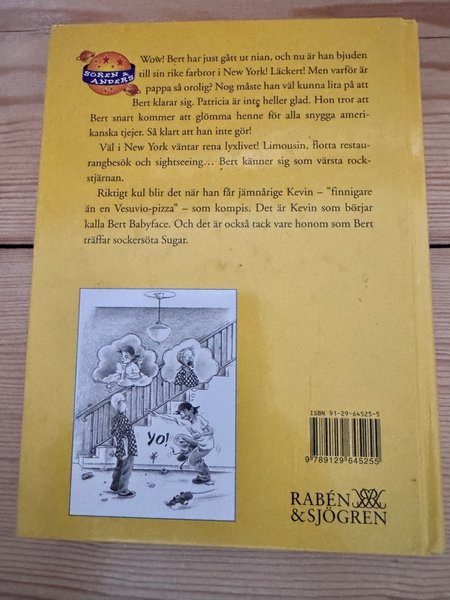 SÖREN & ANDERS
Wow! Bert har just gått ut nian, och nu är han bjuden
till sin rike farbror i New York! Läckert! Men varför är
pappa så orolig? Nog måste han väl kunna lita på att
Bert klarar sig. Patricia är inte heller glad. Hon tror att
Bert snart kommer att glömma henne för alla snygga ameri-
kanska tjejer. Så klart att han inte gör!
Väl i New York väntar rena lyxlivet! Limousin, flotta restau-
rangbesök och sightseeing... Bert känner sig som värsta rock-
stjärnan.
Riktigt kul blir det när han får jämnårige Kevin – ”finnigare
än en Vesuvio-pizza” – som kompis. Det är Kevin som börjar
kalla Bert Babyface. Och det är också tack vare honom som Bert
träffar sockersöta Sugar.
YO!
ISBN 91-29-64525-5
9 789129 645255
RABÉN
& SJÖGREN